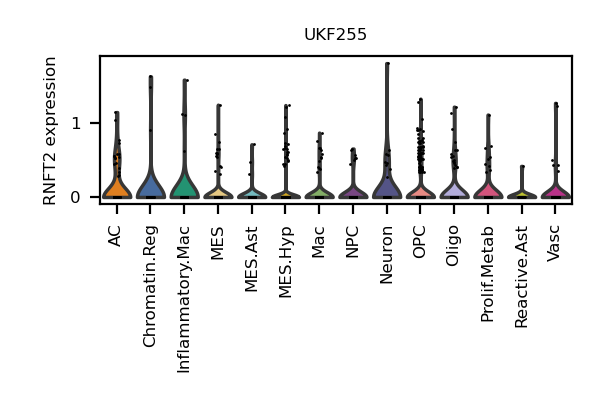 UKF255
RNFT2 expression
1
0
AC
Chromatin.Reg
Inflammatory.Mac
MES
MES.Ast
MES.Hyp
Mac
NPC
Neuron
OPC
Oligo
Prolif.Metab
Reactive.Ast
Vasc